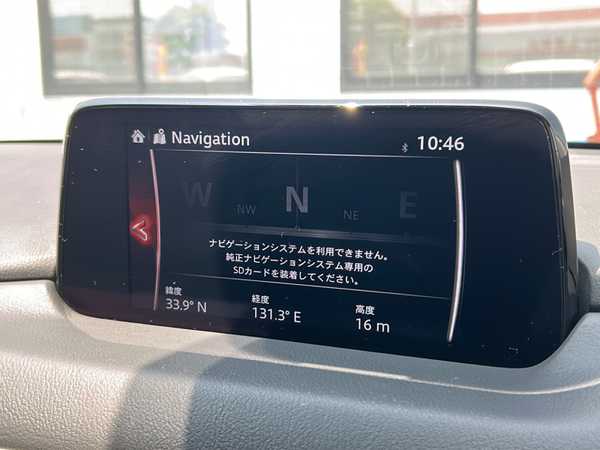 Navigation
10:46
W NW N NE E
ナビゲーションシステムを利用できません。
純正ナビゲーションシステム専用の
SDカードを装着してください。
緯度 経度 高度
33.9° N 131.3° E 16 m